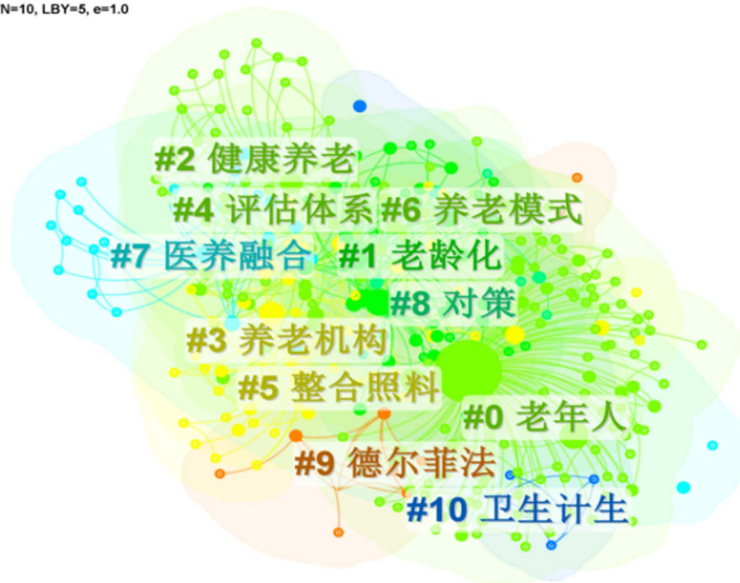 N=10, LBY=5, e=1.0
#2 健康养老
#4 评估体系 #6 养老模式
#7 医养融合 #1 老龄化
#8 对策
#3 养老机构
#5 整合照料
#0 老年人
#9 德尔菲法
#10 卫生计生